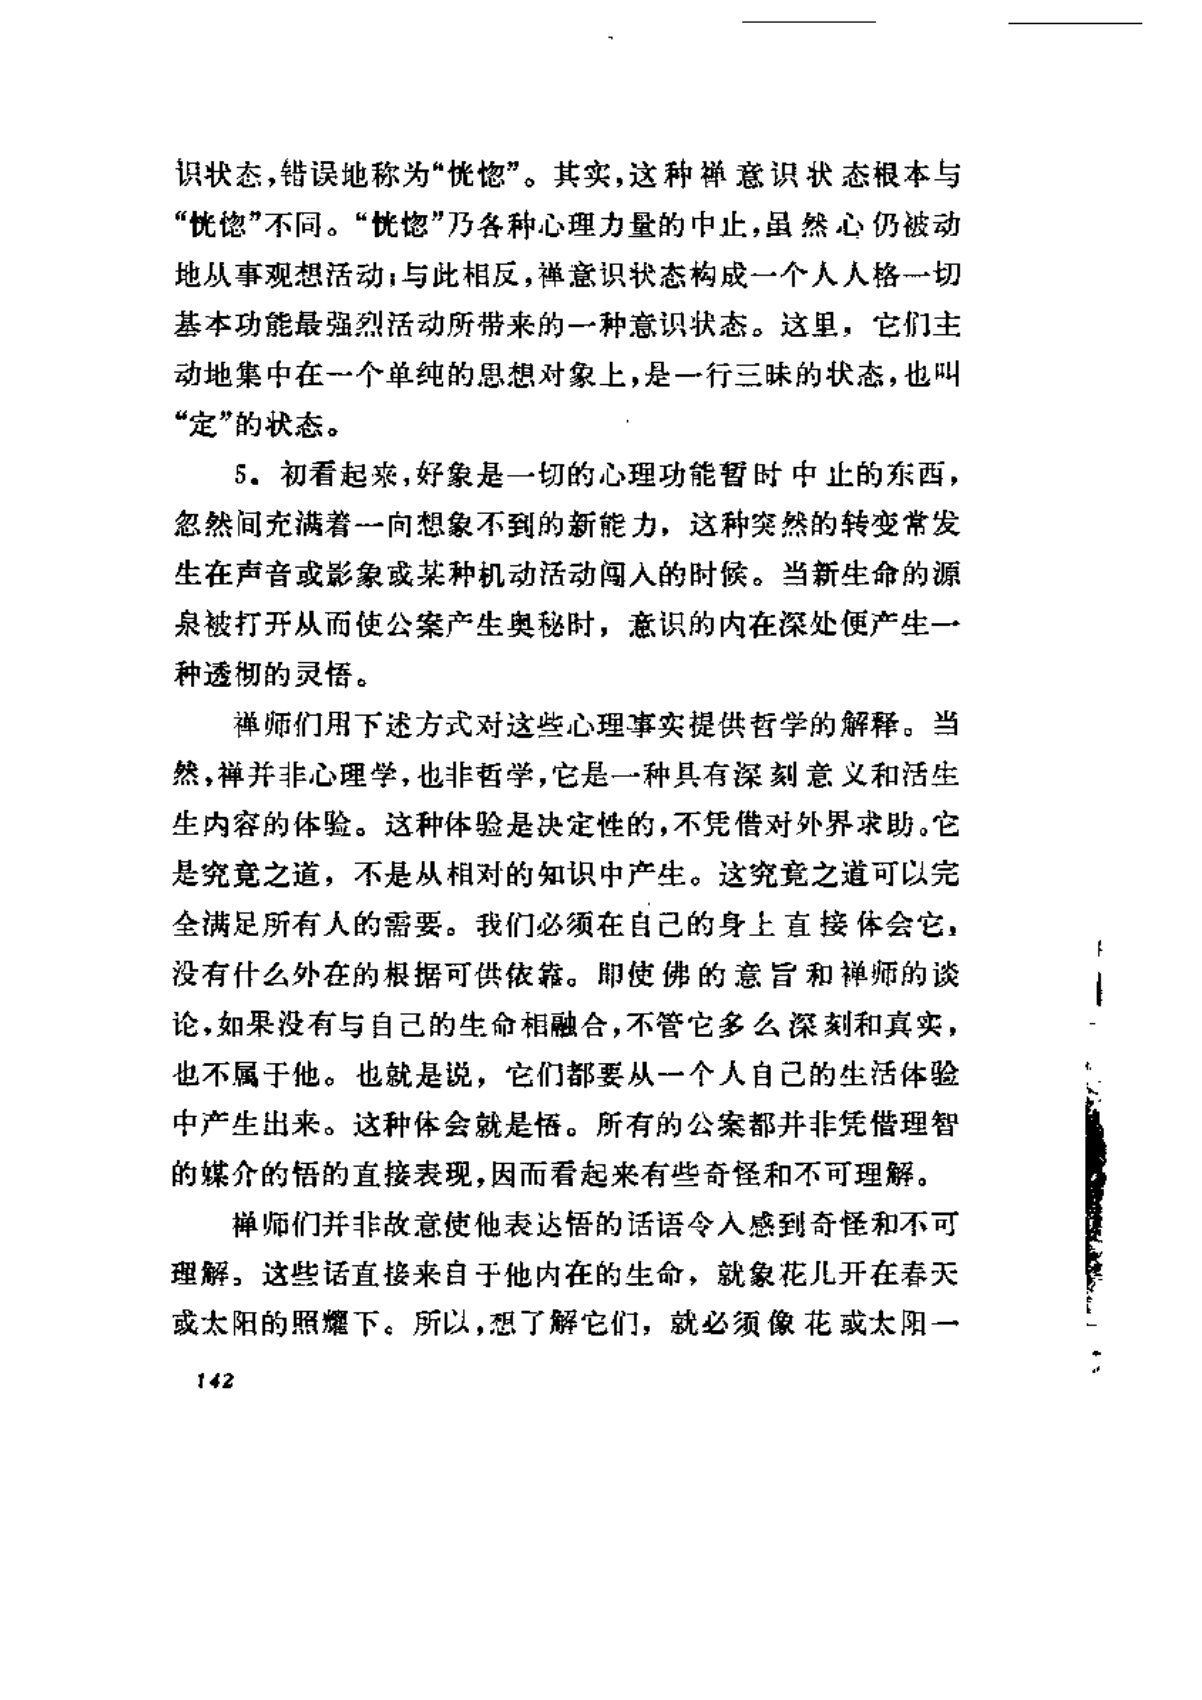 识状态，错误地称为“恍惚”。其实，这种禅意识状态根本与
“恍惚”不同。“恍惚”乃各种心理力量的中止，虽然心仍被动
地从事观想活动；与此相反，禅意识状态构成一个人人格一切
基本功能最强烈活动所带来的一种意识状态。这里，它们主
动地集中在一个单纯的思想对象上，是一行三昧的状态，也叫
“定”的状态。
5．初看起来，好象是一切的心理功能暂时中止的东西，
忽然间充满着一向想象不到的新能力，这种突然的转变常发
生在声音或影象或某种机动活动闯入的时候。当新生命的源
泉被打开从而使公案产生奥秘时，意识的内在深处便产生一
种透彻的灵悟。
禅师们用下述方式对这些心理事实提供哲学的解释。当
然，禅并非心理学，也非哲学，它是一种具有深刻意义和活生
生内容的体验。这种体验是决定性的，不凭借对外界求助。它
是究竟之道，不是从相对的知识中产生。这究竟之道可以完
全满足所有人的需要。我们必须在自己的身上直接体会它，
没有什么外在的根据可供依靠。即使佛的意旨和禅师的谈
论，如果没有与自己的生命相融合，不管它多么深刻和真实，
也不属于他。也就是说，它们都要从一个人自己的生活体验
中产生出来。这种体会就是悟。所有的公案都并非凭借理智
的媒介的悟的直接表现，因而看起来有些奇怪和不可理解。
禅师们并非故意使他表达悟的话语令人感到奇怪和不可
理解。这些话直接来自于他内在的生命，就象花儿开在春天
或太阳的照耀下。所以，想了解它们，就必须像花或太阳一
142